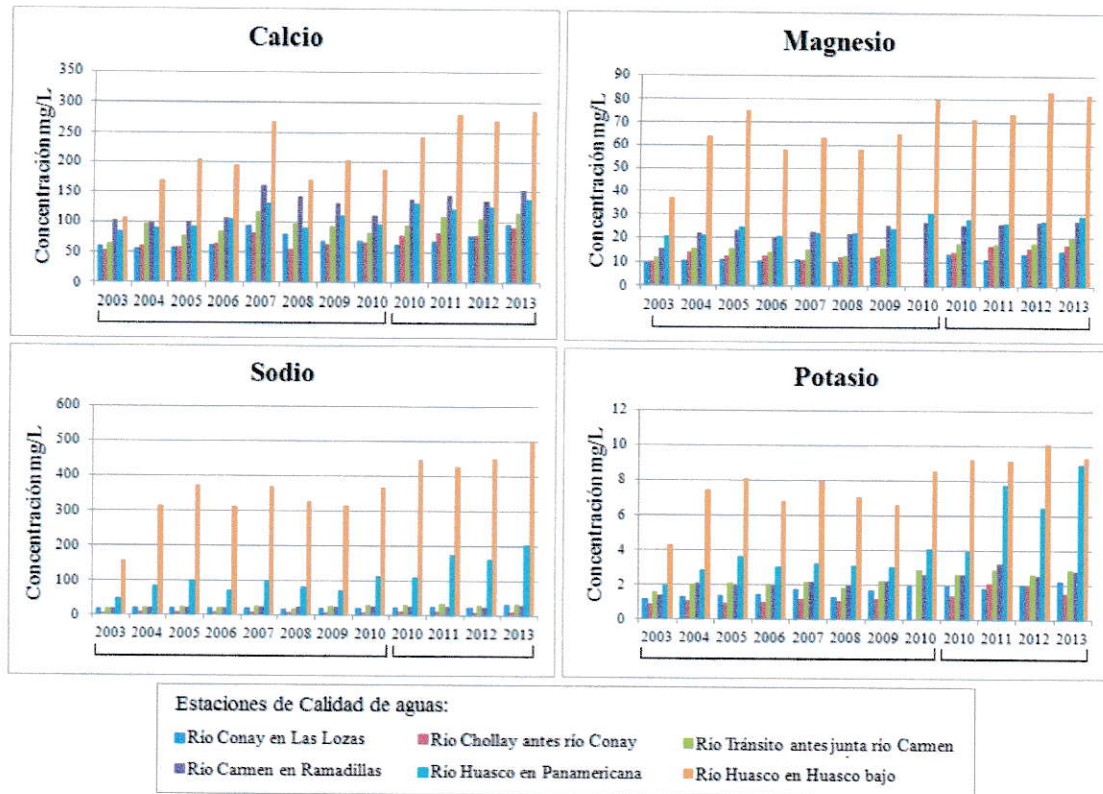 Calcio
Concentración mg/L
350
300
250
200
150
100
50
0
2003 2004 2005 2006 2007 2008 2009 2010 2010 2011 2012 2013
Magnesio
Concentración mg/L
90
80
70
60
50
40
30
20
10
0
2003 2004 2005 2006 2007 2008 2009 2010 2010 2011 2012 2013
Sodio
Concentración mg/L
600
500
400
300
200
100
0
2003 2004 2005 2006 2007 2008 2009 2010 2010 2011 2012 2013
Potasio
Concentración mg/L
12
10
8
6
4
2
0
2003 2004 2005 2006 2007 2008 2009 2010 2010 2011 2012 2013
Estaciones de Calidad de aguas:
Río Conay en Las Lozas Río Chollay antes río Conay Río Tránsito antes junta río Carmen
Río Carmen en Ramadillas Río Huasco en Panamericana Río Huasco en Huasco bajo